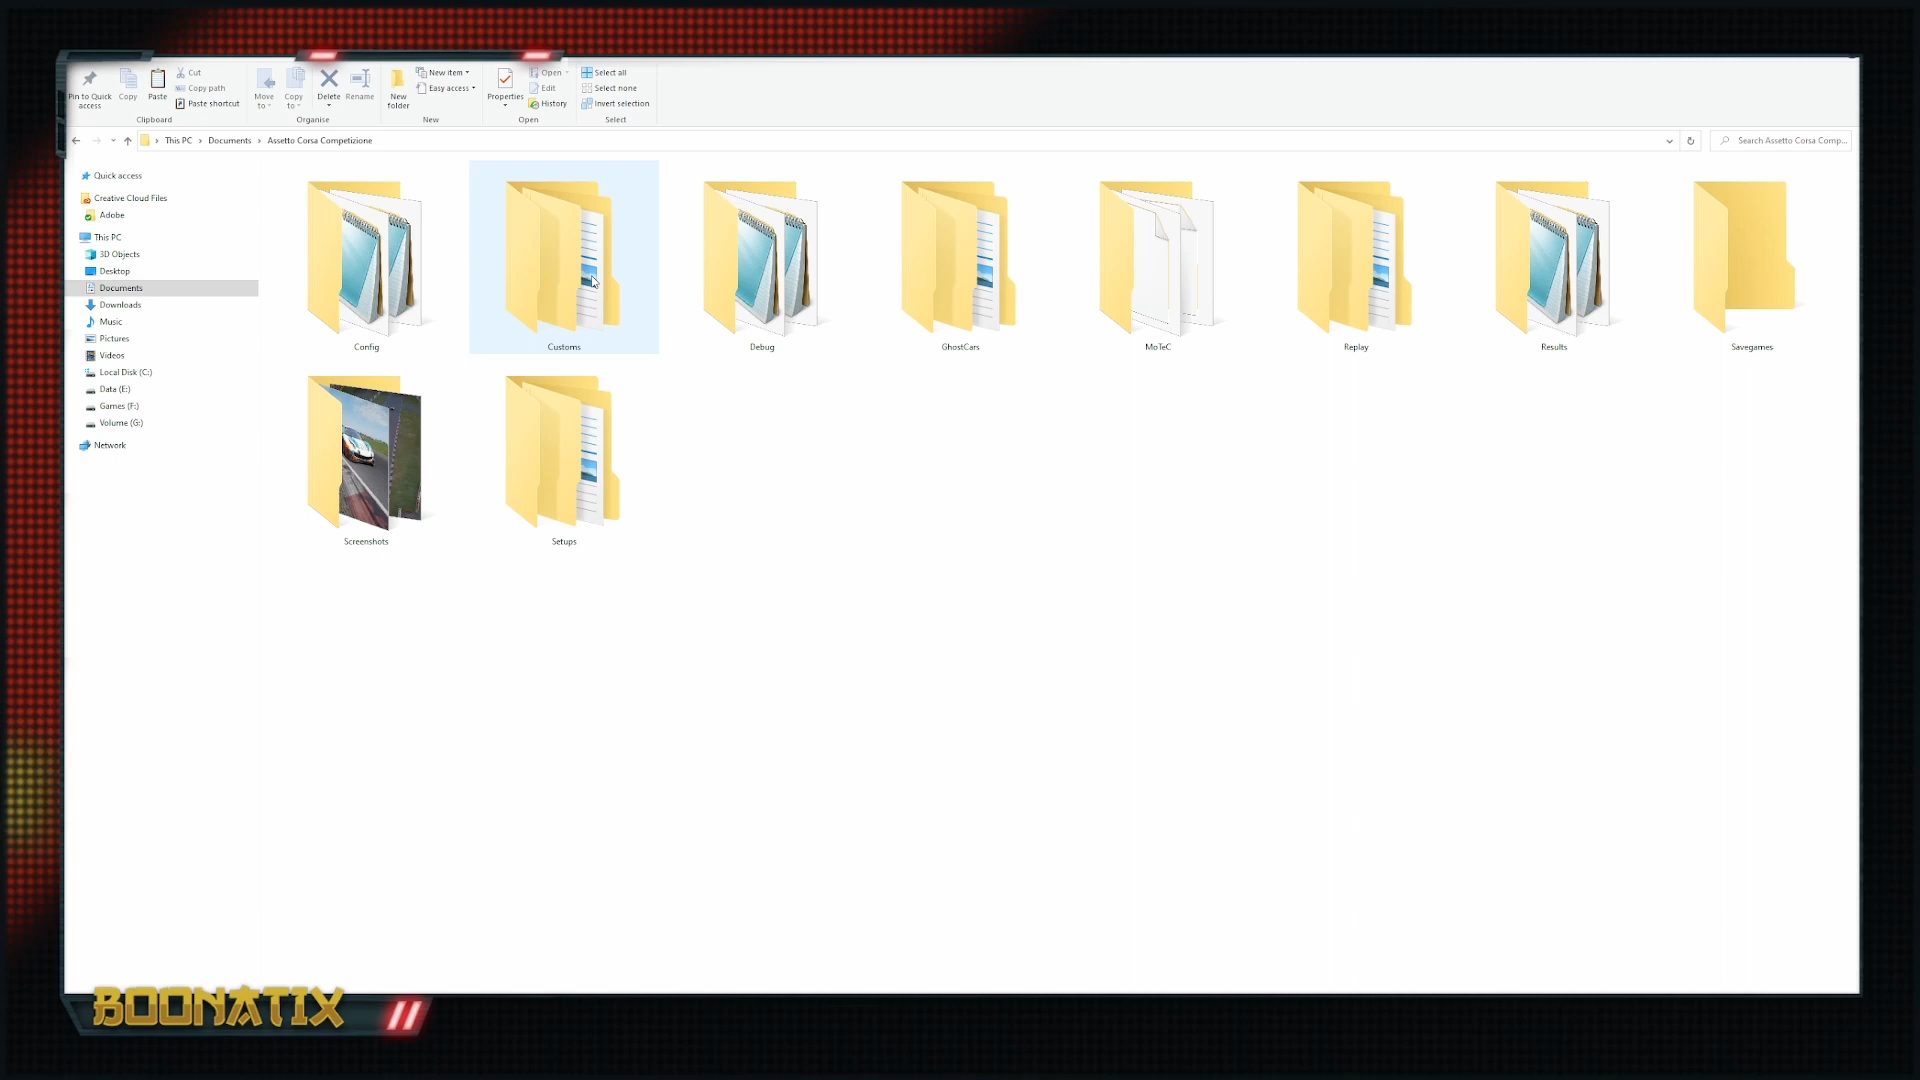 Pin to Quick
access
Copy
Paste
Cut
Copy path
Paste shortcut
Clipboard
Move
to
Copy
to
Delete
Rename
Organise
New
folder
New item
Easy access
New
Properties
Open
Edit
History
Open
Select all
Select none
Invert selection
Select
This PC > Documents > Assetto Corsa Competizione
Search Assetto Corsa Comp...
Quick access
Creative Cloud Files
Adobe
This PC
3D Objects
Desktop
Documents
Downloads
Music
Pictures
Videos
Local Disk (C:)
Data (E:)
Games (F:)
Volume (G:)
Network
Config
Customs
Debug
GhostCars
MoTeC
Replay
Results
Savegames
Screenshots
Setups
BOONATIX